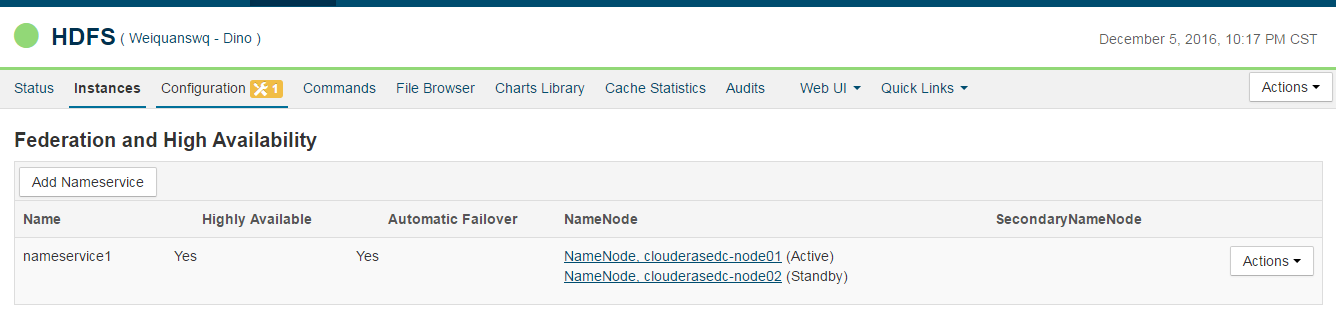 HDFS ( Weiquanswq - Dino )
December 5, 2016, 10:17 PM CST
Status Instances Configuration 1 Commands File Browser Charts Library Cache Statistics Audits Web UI Quick Links Actions
Federation and High Availability
Add Nameservice
Name Highly Available Automatic Failover NameNode SecondaryNameNode
nameservice1 Yes Yes NameNode, clouderasedc-node01 (Active) Actions
NameNode, clouderasedc-node02 (Standby)